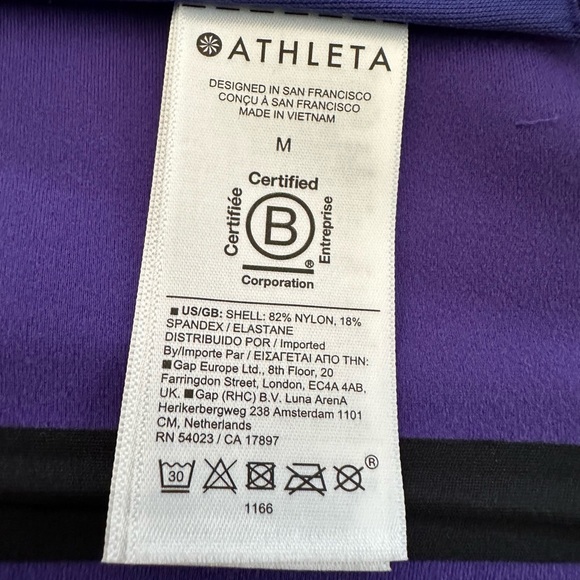 ATHLETA
DESIGNED IN SAN FRANCISCO
CONÇU À SAN FRANCISCO
MADE IN VIETNAM
M
Certified
Certifiée
B
Entreprise
®
Corporation
US/GB: SHELL: 82% NYLON, 18%
SPANDEX / ELASTANE
DISTRIBUIDO POR / Imported
By/Importe Par / ΕΙΣΑΓΕΤΑΙ ΑΠΟ ΤΗΝ:
Gap Europe Ltd., 8th Floor, 20
Farringdon Street, London, EC4A 4AB,
UK. Gap (RHC) B.V. Luna ArenA
Herikerbergweg 238 Amsterdam 1101
CM, Netherlands
RN 54023 / CA 17897
30
®
1166